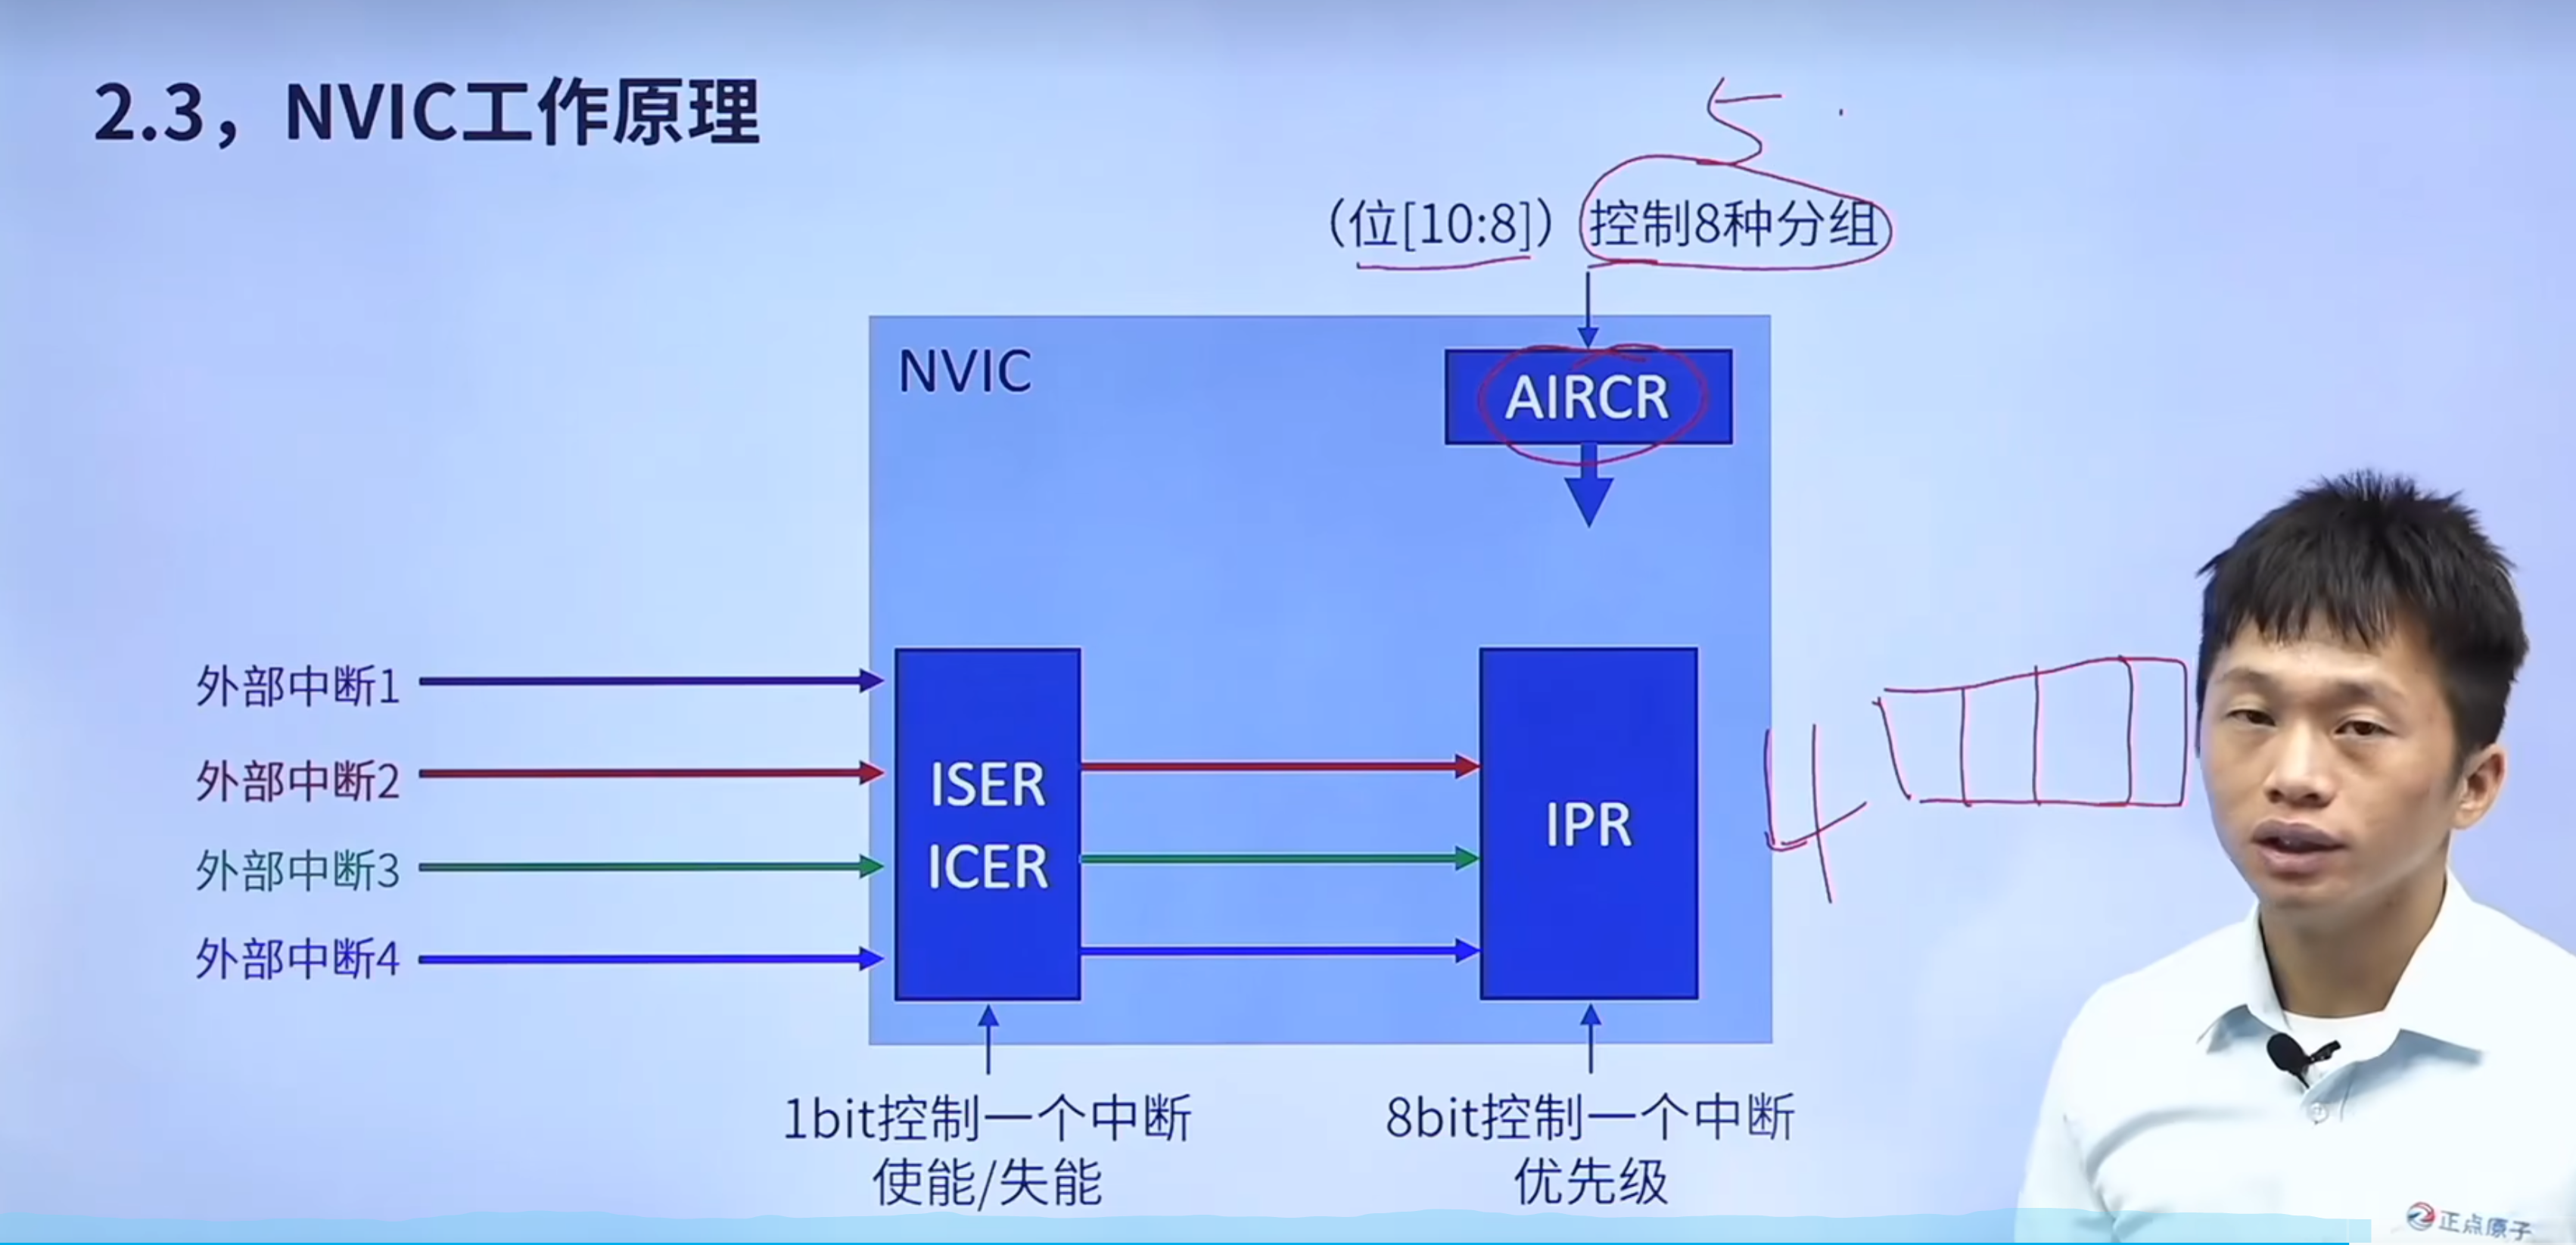 2.3，NVIC工作原理
5
（位[10:8]）控制8种分组
NVIC
AIRCR
外部中断1
外部中断2
外部中断3
外部中断4
ISER
ICER
IPR
4
1bit控制一个中断
使能/失能
8bit控制一个中断
优先级
正点原子